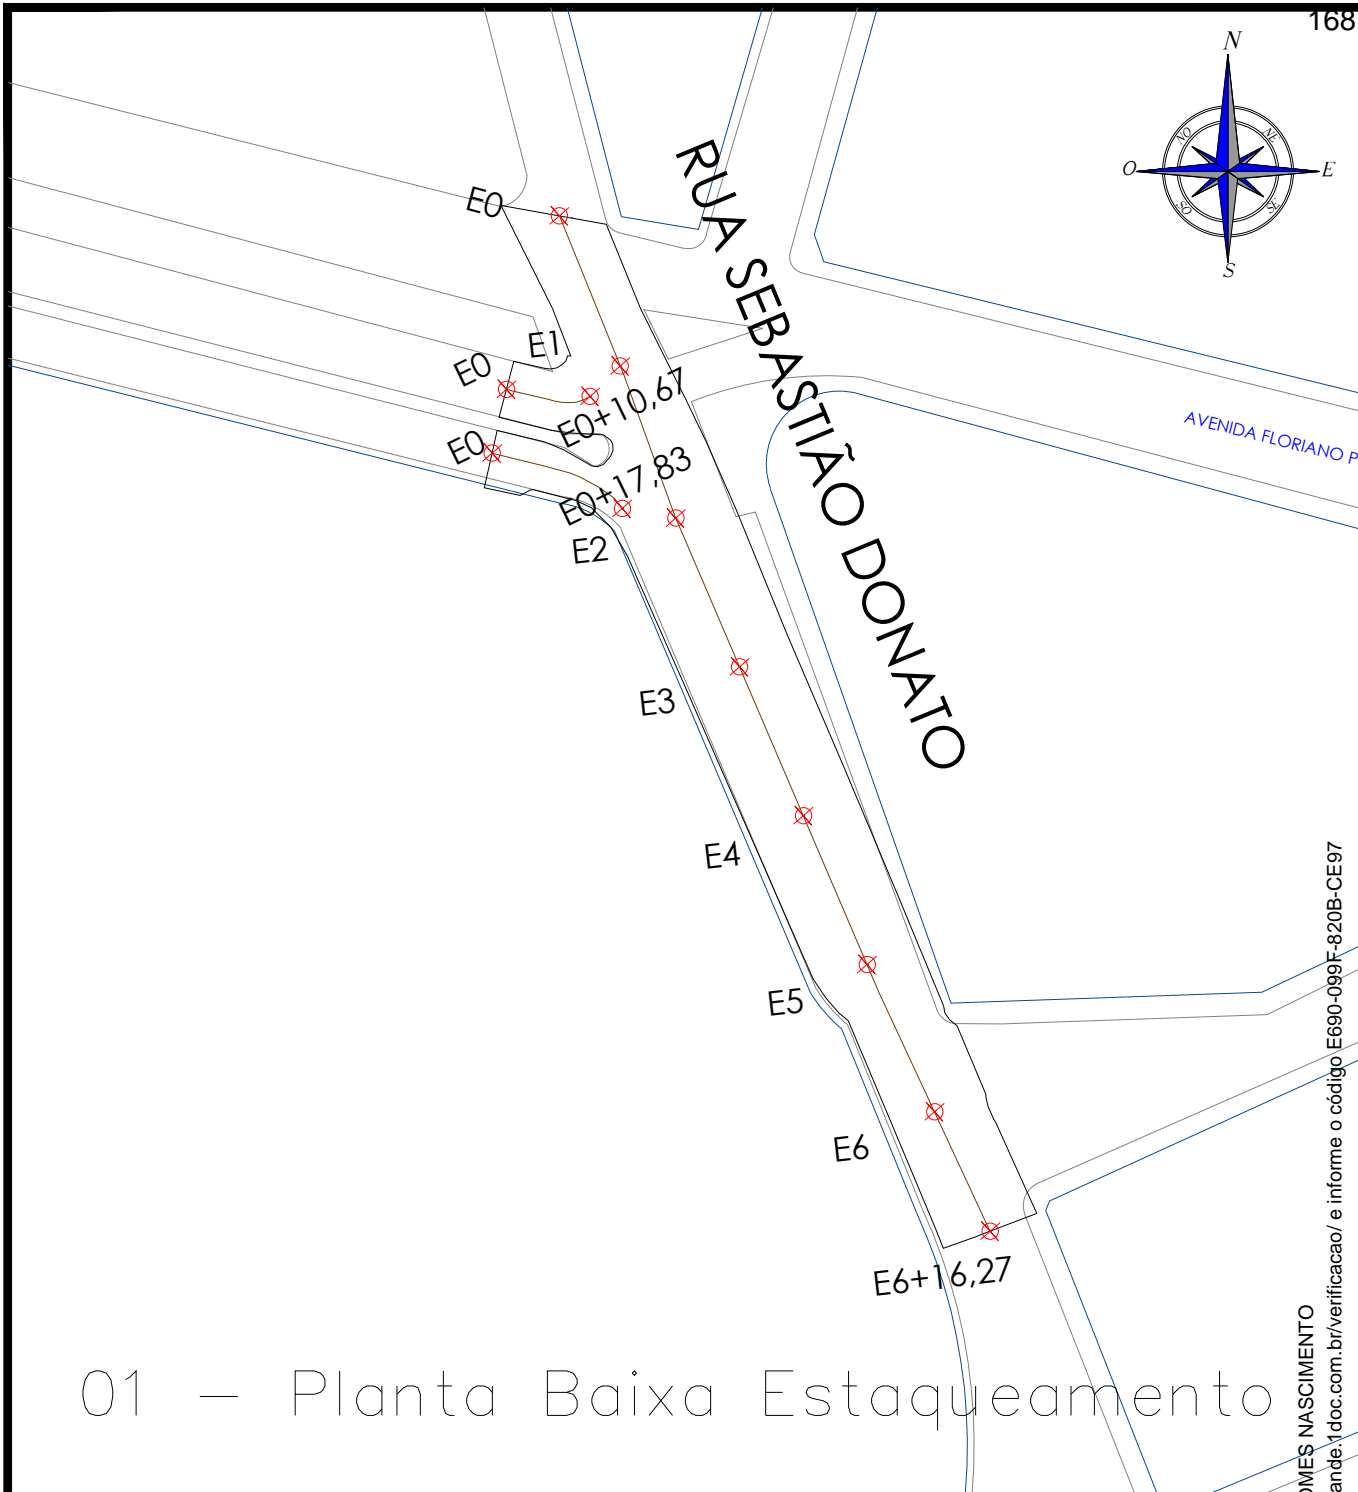 168
N
NO
NE
O
E
SO
SE
S
RUA SEBASTIÃO DONATO
AVENIDA FLORIANO P
E0
E1
E0
E0+10,67
E0
E0+17,83
E2
E3
E4
E5
E6
E6+16,27
01 - Planta Baixa Estaqueamento
OMES NASCIMENTO
ande.1doc.com.br/verificacao/ e informe o código E690-099F-820B-CE97